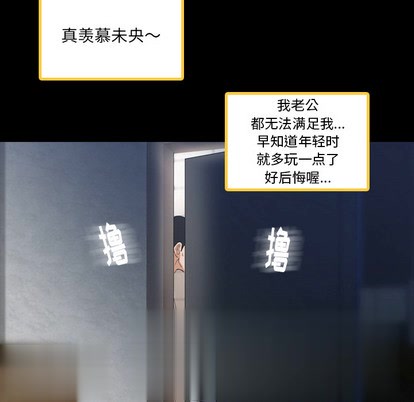 真羡慕未央～
我老公
都无法满足我...
早知道年轻时
就多玩一点了
好后悔喔...
撸
撸